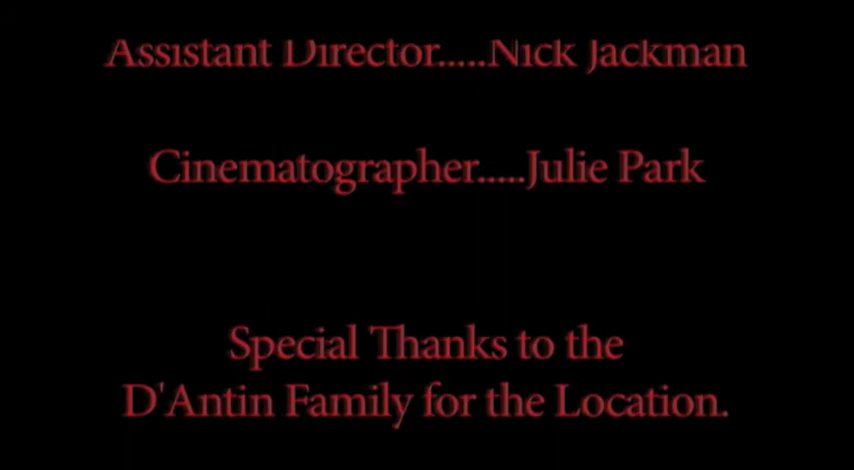 Assistant Director.....Nick Jackman
Cinematographer.....Julie Park
Special Thanks to the
D'Antin Family for the Location.